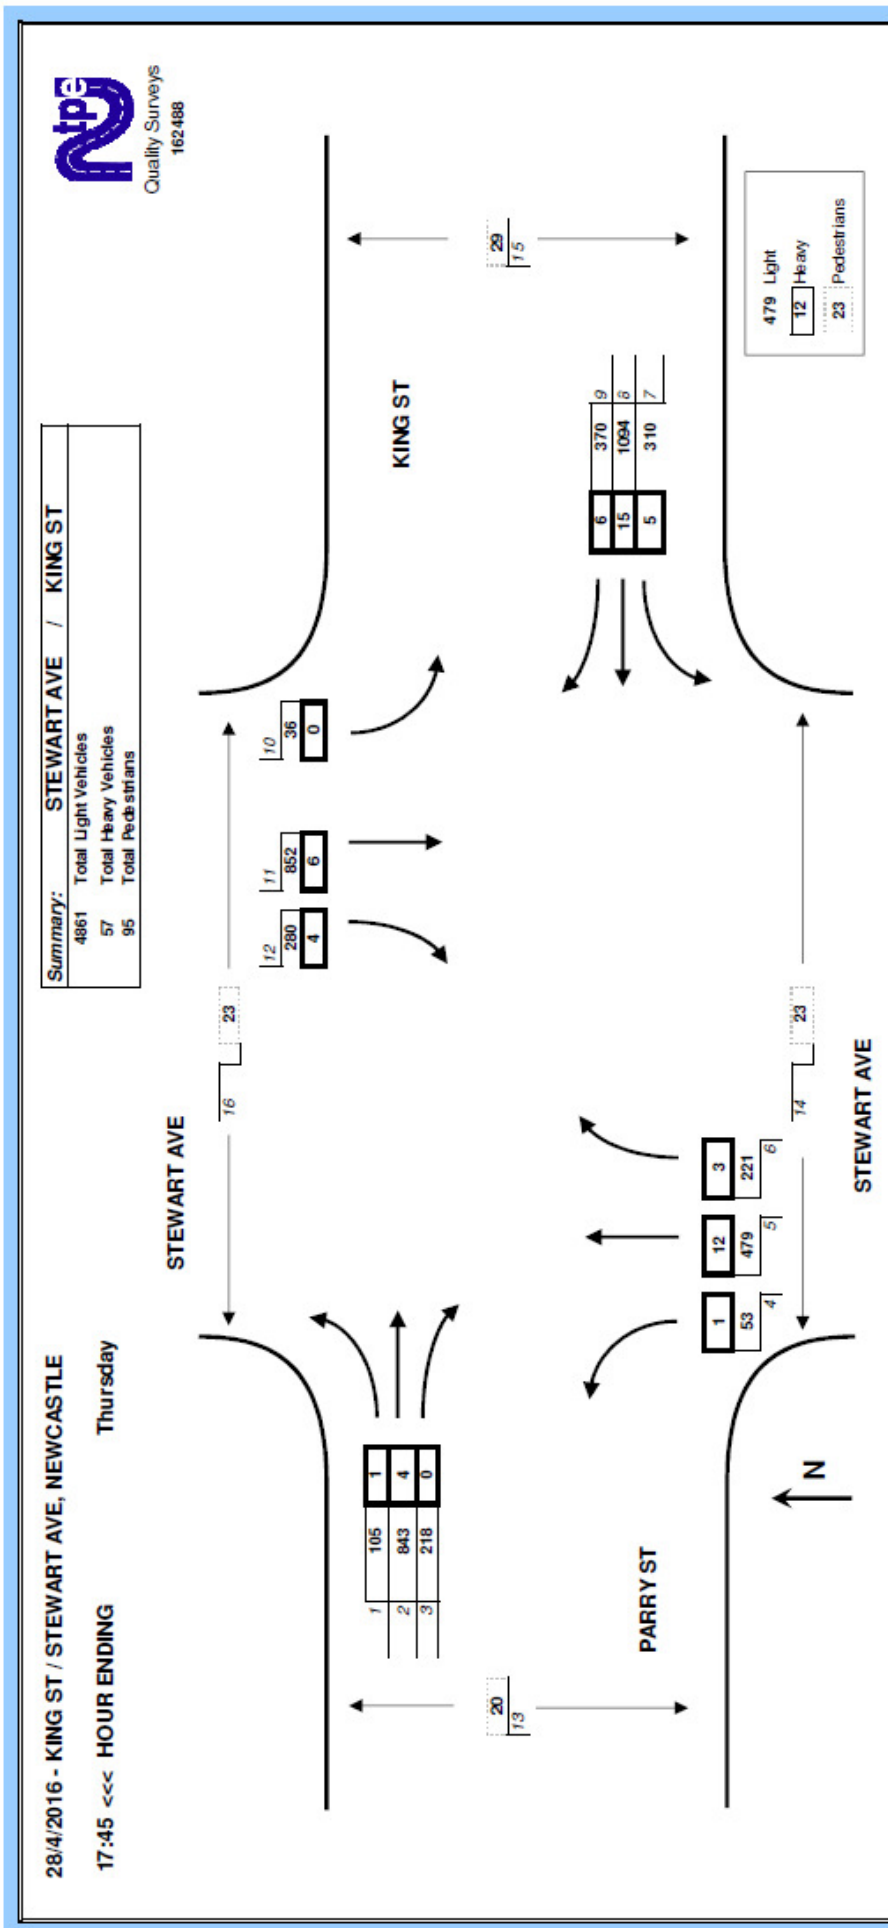 28/4/2016 - KING ST / STEWART AVE, NEWCASTLE
17:45 <<< HOUR ENDING Thursday
Summary: STEWART AVE / KING ST
4861 Total Light Vehicles
57 Total Heavy Vehicles
95 Total Pedestrians
tpe
Quality Surveys
162488
STEWART AVE
16
23
12
280
4
11
852
6
10
36
0
KING ST
29
15
1 105 1
2 843 4
3 218 0
6 370 9
15 1094 8
5 310 7
20
13
PARRY ST
1
53
4
12
479
5
3
221
6
14
23
STEWART AVE
N
479 Light
12 Heavy
23 Pedestrians